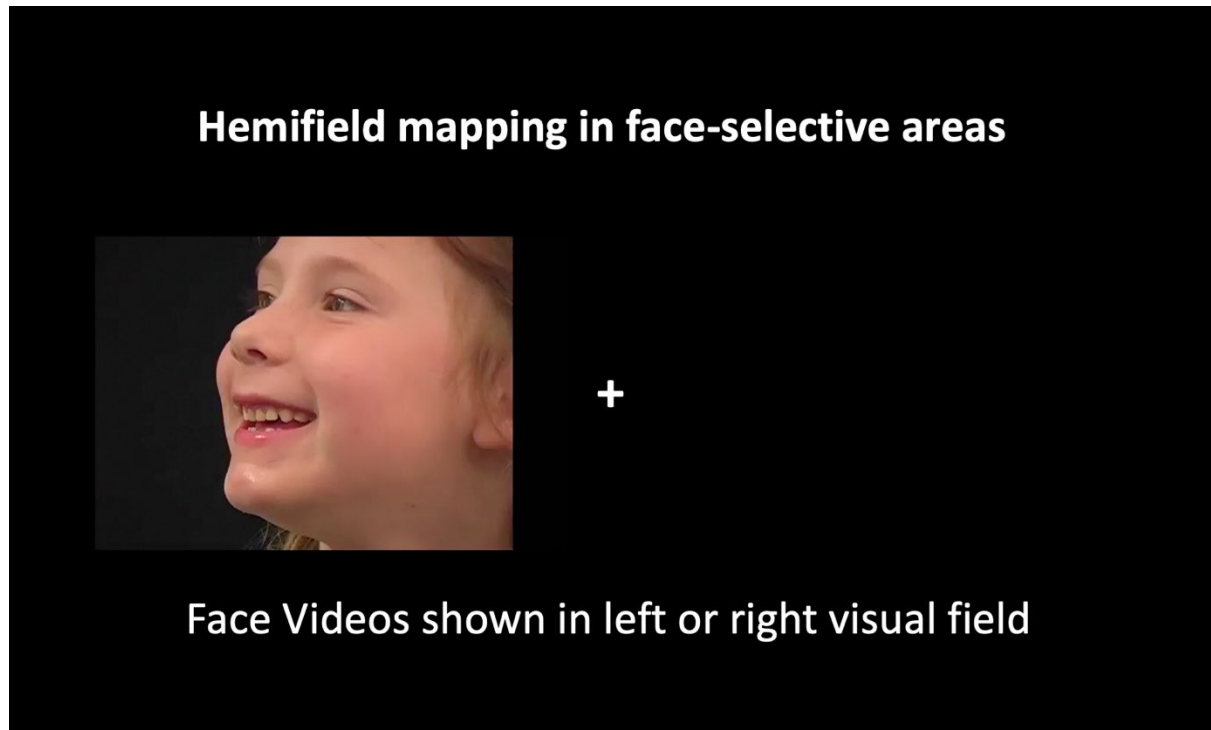 Hemifield mapping in face-selective areas
+
Face Videos shown in left or right visual field